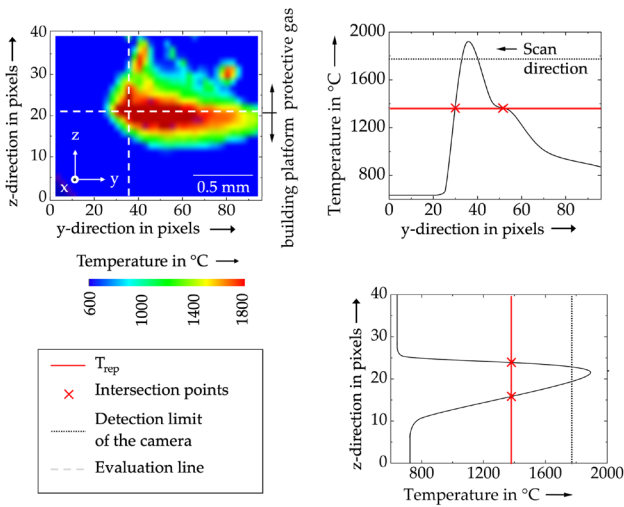 40
30
20
10
0
z-direction in pixels
0 20 40 60 80
y-direction in pixels
z
x
y
0.5 mm
building platform protective gas
Temperature in °C
600 1000 1400 1800
2000
1600
1200
800
Temperature in °C
Scan
direction
0 20 40 60 80
y-direction in pixels
40
30
20
10
0
z-direction in pixels
800 1200 1600 2000
Temperature in °C
T_rep
Intersection points
Detection limit
of the camera
Evaluation line